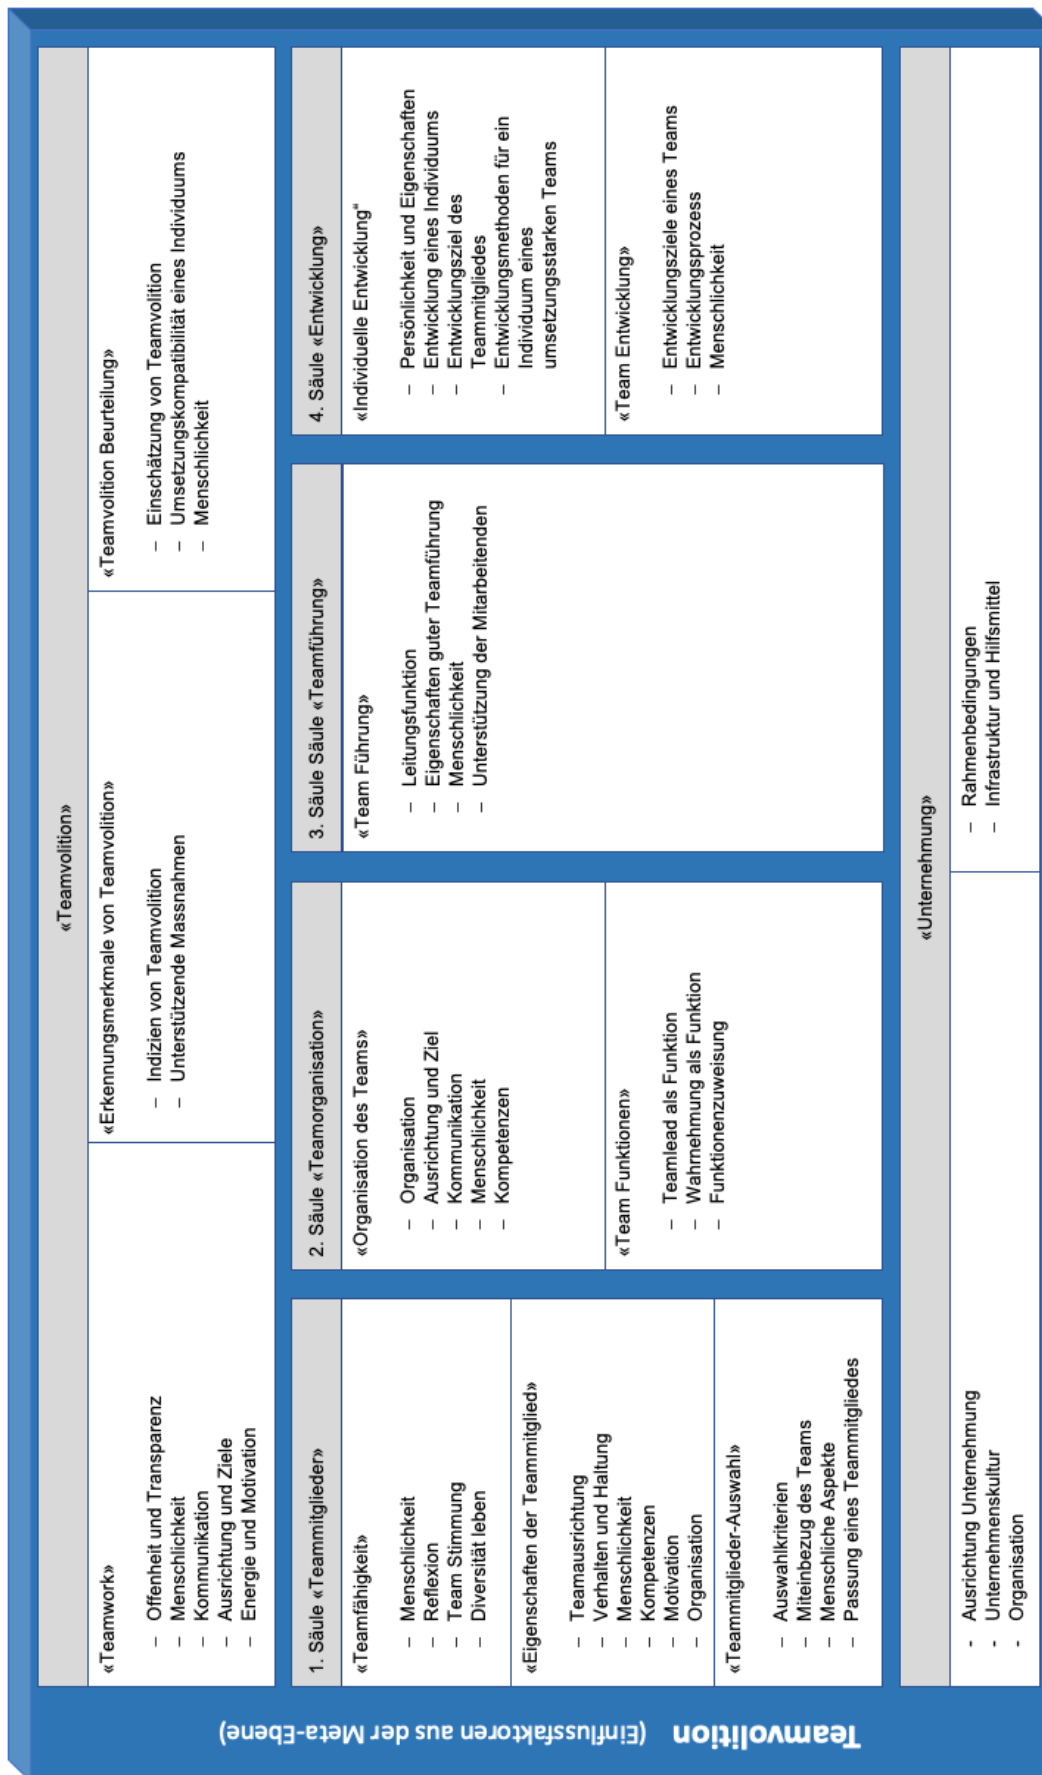 Teamvolition (Einflussfaktoren aus der Meta-Ebene)
«Teamvolition»
«Teamwork»
– Offenheit und Transparenz
– Menschlichkeit
– Kommunikation
– Ausrichtung und Ziele
– Energie und Motivation
«Erkennungsmerkmale von Teamvolition»
– Indizien von Teamvolition
– Unterstützende Massnahmen
«Teamvolition Beurteilung»
– Einschätzung von Teamvolition
– Umsetzungskompatibilität eines Individuums
– Menschlichkeit
1. Säule «Teammitglieder»
«Teamfähigkeit»
– Menschlichkeit
– Reflexion
– Team Stimmung
– Diversität leben
«Eigenschaften der Teammitglied»
– Teamausrichtung
– Verhalten und Haltung
– Menschlichkeit
– Kompetenzen
– Motivation
– Organisation
«Teammitglieder-Auswahl»
– Auswahlkriterien
– Miteinbezug des Teams
– Menschliche Aspekte
– Passung eines Teammitgliedes
2. Säule «Teamorganisation»
«Organisation des Teams»
– Organisation
– Ausrichtung und Ziel
– Kommunikation
– Menschlichkeit
– Kompetenzen
«Team Funktionen»
– Teamlead als Funktion
– Wahrnehmung als Funktion
– Funktionenzuweisung
3. Säule Säule «Teamführung»
«Team Führung»
– Leitungsfunktion
– Eigenschaften guter Teamführung
– Menschlichkeit
– Unterstützung der Mitarbeitenden
4. Säule «Entwicklung»
«Individuelle Entwicklung“
– Persönlichkeit und Eigenschaften
– Entwicklung eines Individuums
– Entwicklungsziel des
Teammitgliedes
– Entwicklungsmethoden für ein
Individuum eines
umsetzungsstarken Teams
«Team Entwicklung»
– Entwicklungsziele eines Teams
– Entwicklungsprozess
– Menschlichkeit
«Unternehmung»
- Ausrichtung Unternehmung
- Unternehmenskultur
- Organisation
– Rahmenbedingungen
– Infrastruktur und Hilfsmittel